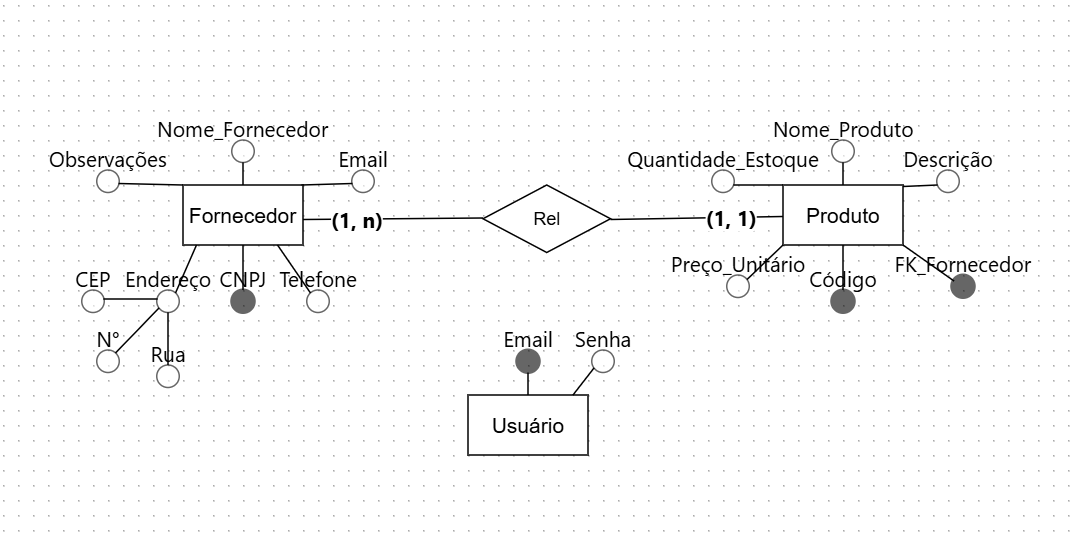 Nome_Fornecedor
Observações
Email
Fornecedor
(1, n)
CEP
Endereço
CNPJ
Telefone
N°
Rua
Rel
Nome_Produto
Quantidade_Estoque
Descrição
(1, 1)
Produto
Preço_Unitário
Código
FK_Fornecedor
Email
Senha
Usuário